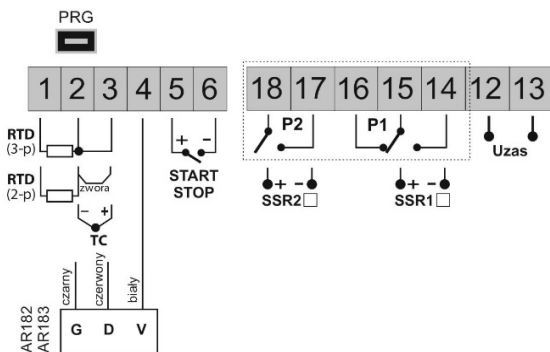 PRG
1 2 3 4 5 6 18 17 16 15 14 12 13
RTD
(3-p)
+ -
START
STOP
P2
P1
Uzas
RTD
(2-p)
zwora
- +
TC
+ -
SSR2
+ -
SSR1
czarny
czerwony
biały
AR182
AR183
G D V